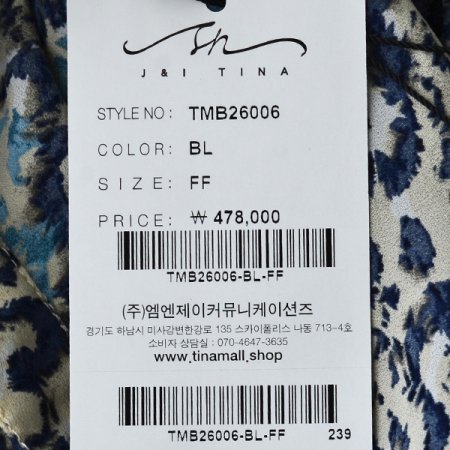 J & I TINA
STYLE NO : TMB26006
COLOR: BL
SIZE: FF
PRICE: ₩ 478,000
TMB26006-BL-FF
(주)엠엔제이커뮤니케이션즈
경기도 하남시 미사강변한강로 135 스카이폴리스 나동 713-4호
소비자 상담실 : 070-4647-3635
www.tinamall.shop
TMB26006-BL-FF 239